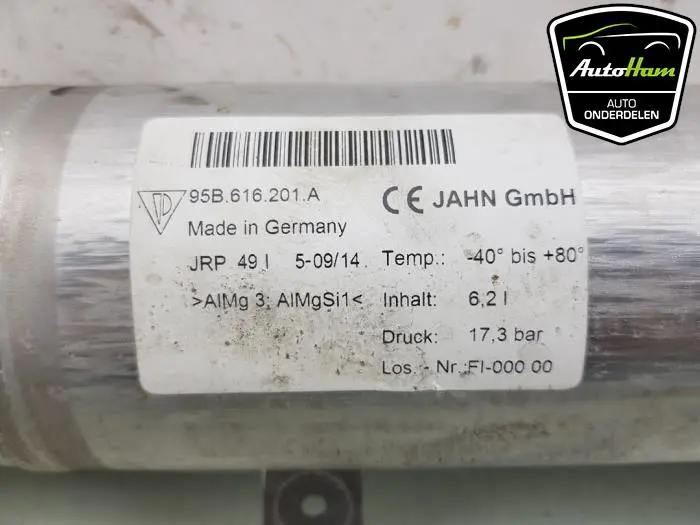 AutoHam
AUTO
ONDERDELEN
95B.616.201.A
CE JAHN GmbH
Made in Germany
JRP 49 l 5-09/14. Temp.: -40° bis +80°
>AlMg 3; AlMgSi1< Inhalt: 6,2 l
Druck: 17,3 bar
Los.- Nr.:FI-000 00